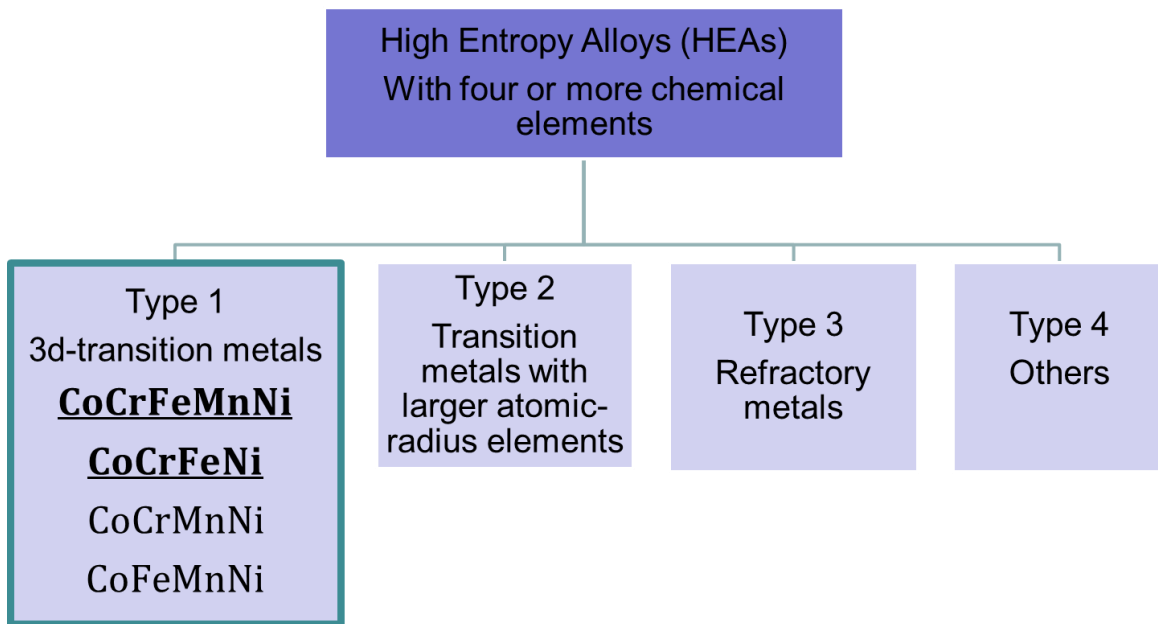 High Entropy Alloys (HEAs)
With four or more chemical
elements
Type 1
3d-transition metals
CoCrFeMnNi
CoCrFeNi
CoCrMnNi
CoFeMnNi
Type 2
Transition
metals with
larger atomic-
radius elements
Type 3
Refractory
metals
Type 4
Others